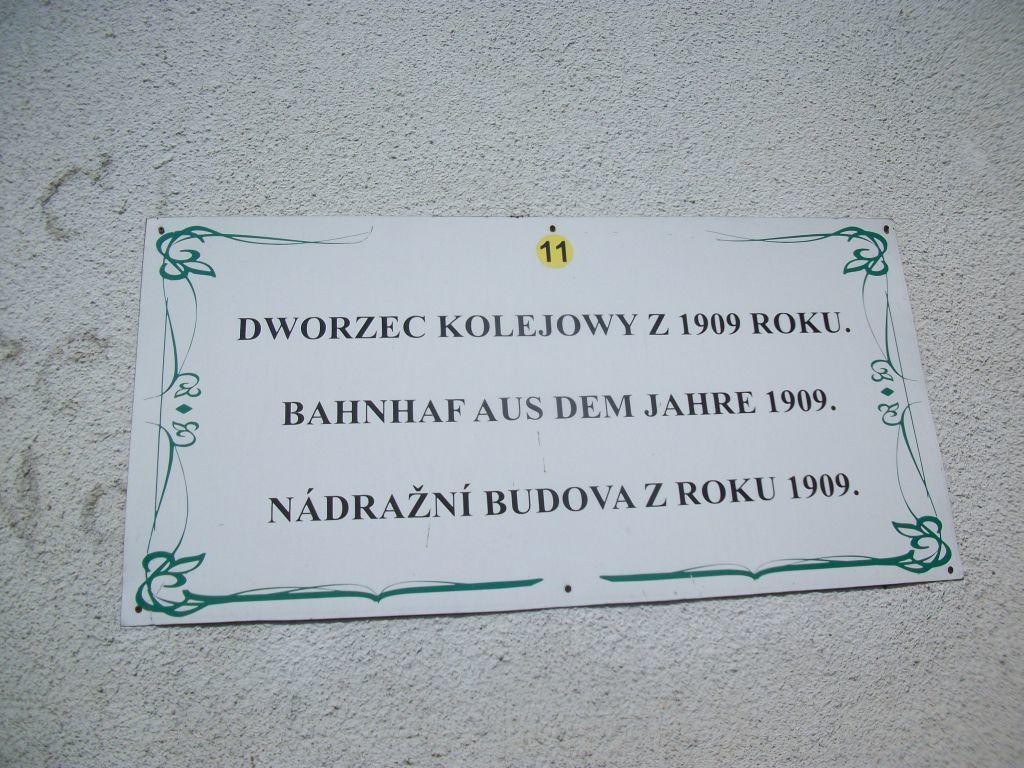 11
DWORZEC KOLEJOWY Z 1909 ROKU.
BAHNHAF AUS DEM JAHRE 1909.
NÁDRAŽNÍ BUDOVA Z ROKU 1909.